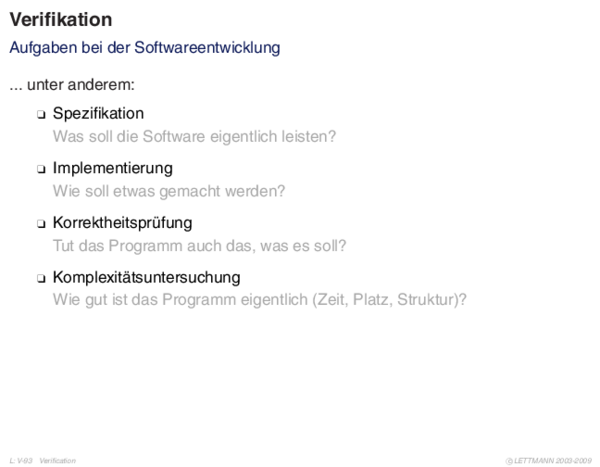 Verifikation
Aufgaben bei der Softwareentwicklung
... unter anderem:
❏ Spezifikation
Was soll die Software eigentlich leisten?
❏ Implementierung
Wie soll etwas gemacht werden?
❏ Korrektheitsprüfung
Tut das Programm auch das, was es soll?
❏ Komplexitätsuntersuchung
Wie gut ist das Programm eigentlich (Zeit, Platz, Struktur)?
L: V-93 Verification © LETTMANN 2003-2009